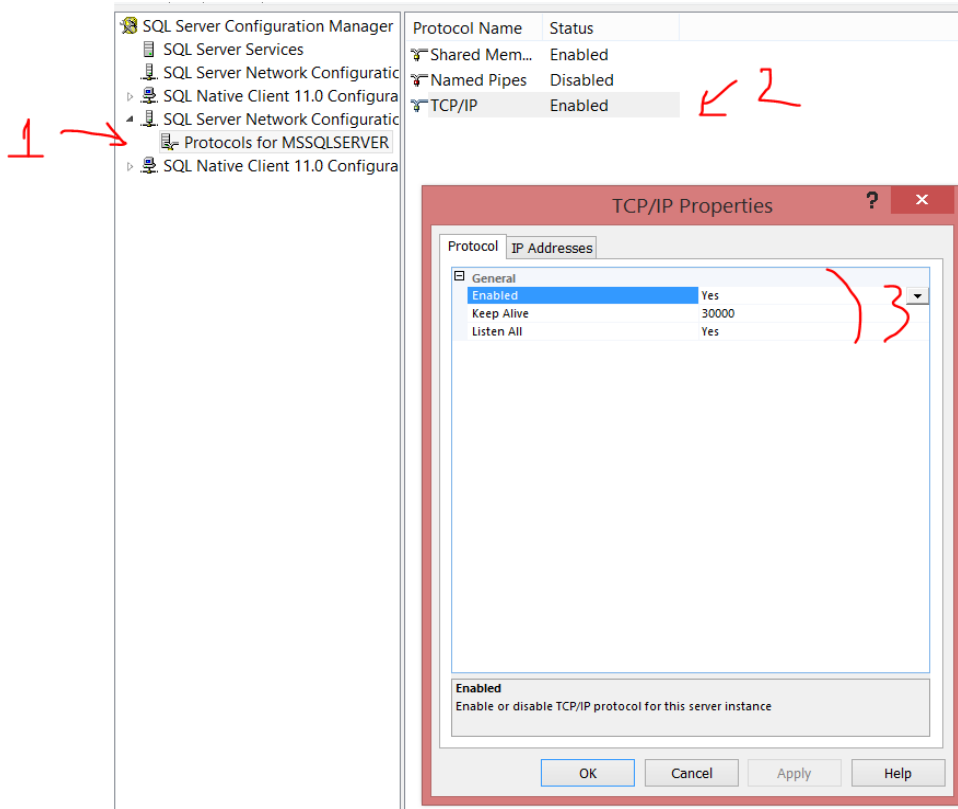 SQL Server Configuration Manager
SQL Server Services
SQL Server Network Configuratic
SQL Native Client 11.0 Configura
SQL Server Network Configuratic
Protocols for MSSQLSERVER
SQL Native Client 11.0 Configura
1
Protocol Name Status
Shared Mem... Enabled
Named Pipes Disabled
TCP/IP Enabled
2
TCP/IP Properties ? ×
Protocol IP Addresses
General
Enabled Yes
Keep Alive 30000
Listen All Yes
3
Enabled
Enable or disable TCP/IP protocol for this server instance
OK Cancel Apply Help